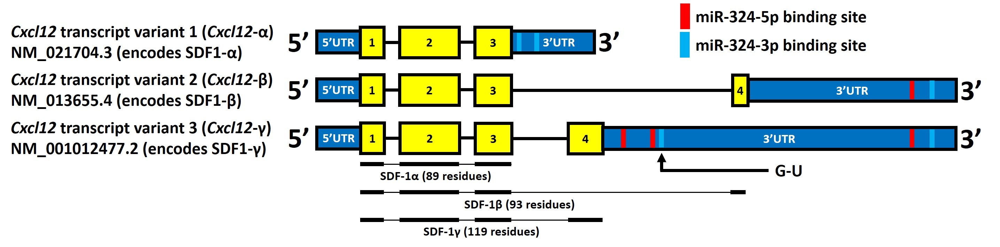 Cxcl12 transcript variant 1 (Cxcl12-α)
NM_021704.3 (encodes SDF1-α)
5’ 5’UTR 1 2 3 3’UTR 3’
miR-324-5p binding site
miR-324-3p binding site
Cxcl12 transcript variant 2 (Cxcl12-β)
NM_013655.4 (encodes SDF1-β)
5’ 5’UTR 1 2 3 4 3’UTR 3’
Cxcl12 transcript variant 3 (Cxcl12-γ)
NM_001012477.2 (encodes SDF1-γ)
5’ 5’UTR 1 2 3 4 3’UTR 3’
G-U
SDF-1α (89 residues)
SDF-1β (93 residues)
SDF-1γ (119 residues)